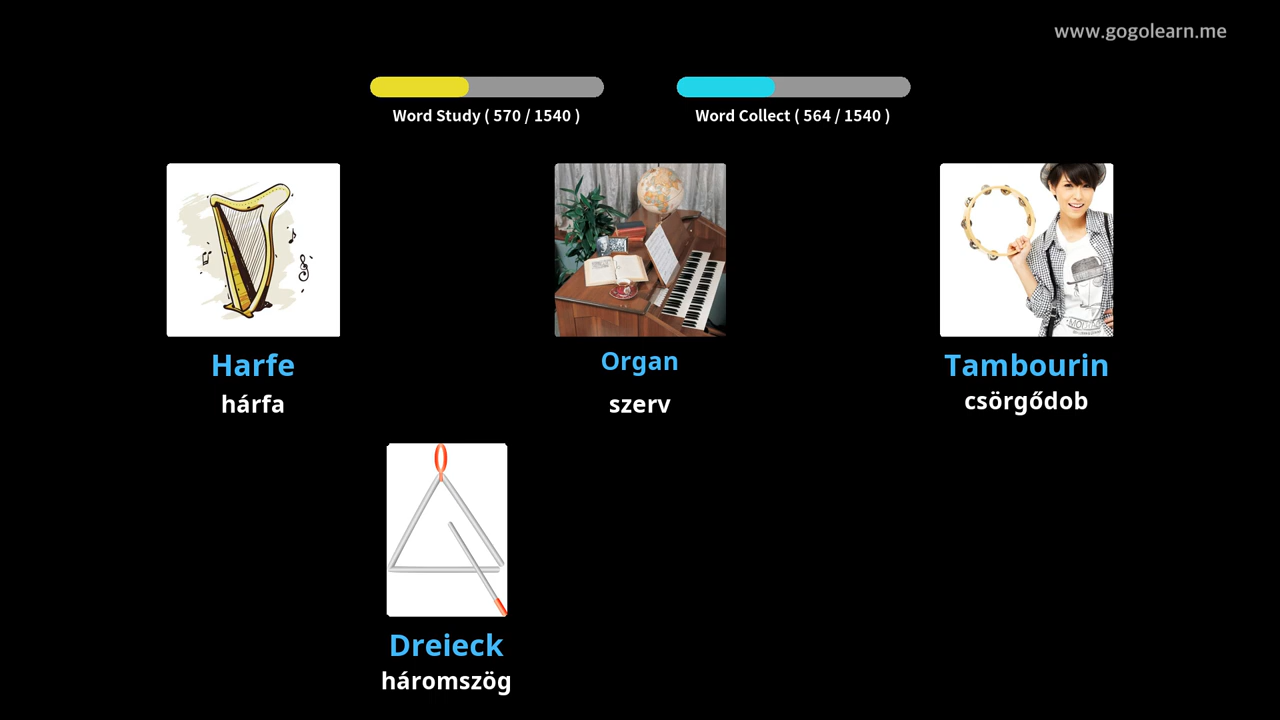 www.gogolearn.me
Word Study ( 570 / 1540 )
Word Collect ( 564 / 1540 )
Harfe
hárfa
Organ
szerv
Tambourin
csörgődob
Dreieck
háromszög